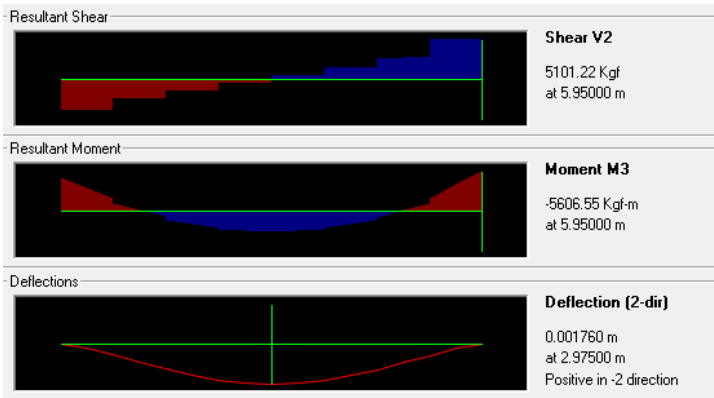 Resultant Shear
Shear V2
5101.22 Kgf
at 5.95000 m
Resultant Moment
Moment M3
-5606.55 Kgf-m
at 5.95000 m
Deflections
Deflection (2-dir)
0.001760 m
at 2.97500 m
Positive in -2 direction